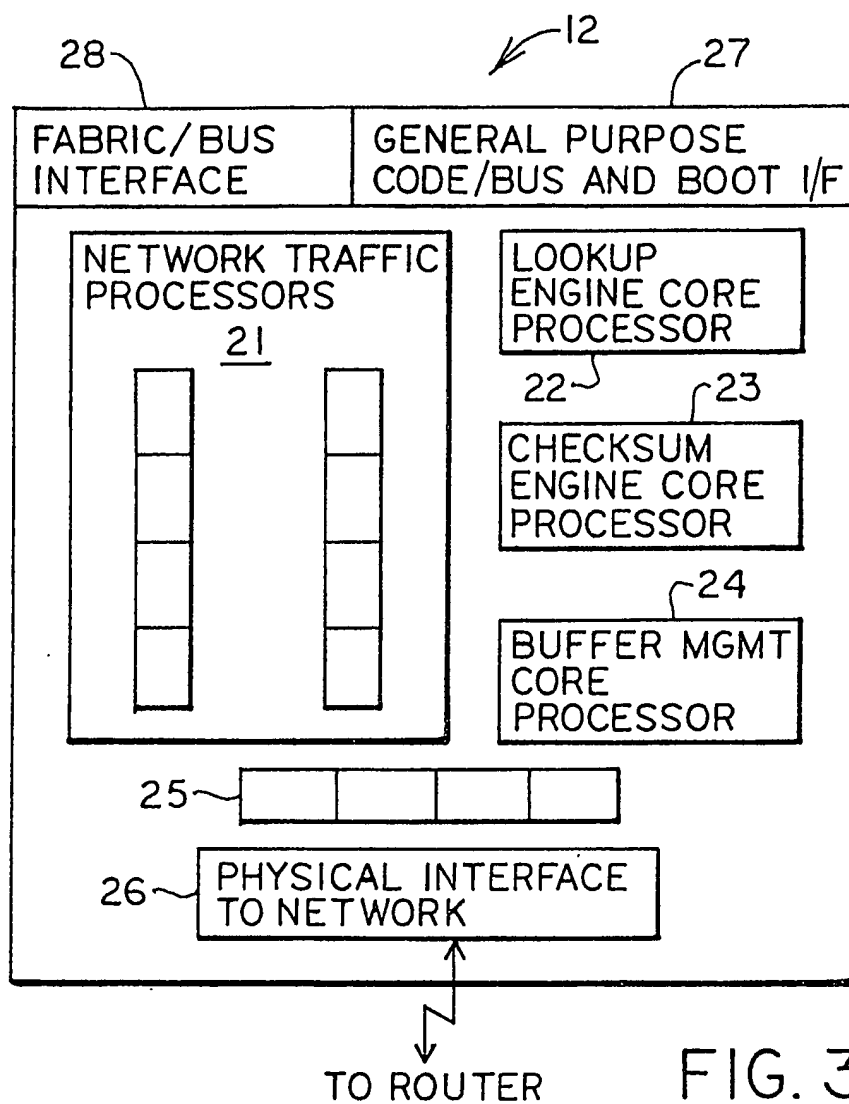 12
28
27
FABRIC/BUS
INTERFACE
GENERAL PURPOSE
CODE/BUS AND BOOT I/F
NETWORK TRAFFIC
PROCESSORS
21
LOOKUP
ENGINE CORE
PROCESSOR
22
23
CHECKSUM
ENGINE CORE
PROCESSOR
24
BUFFER MGMT
CORE
PROCESSOR
25
26
PHYSICAL INTERFACE
TO NETWORK
TO ROUTER
FIG. 3